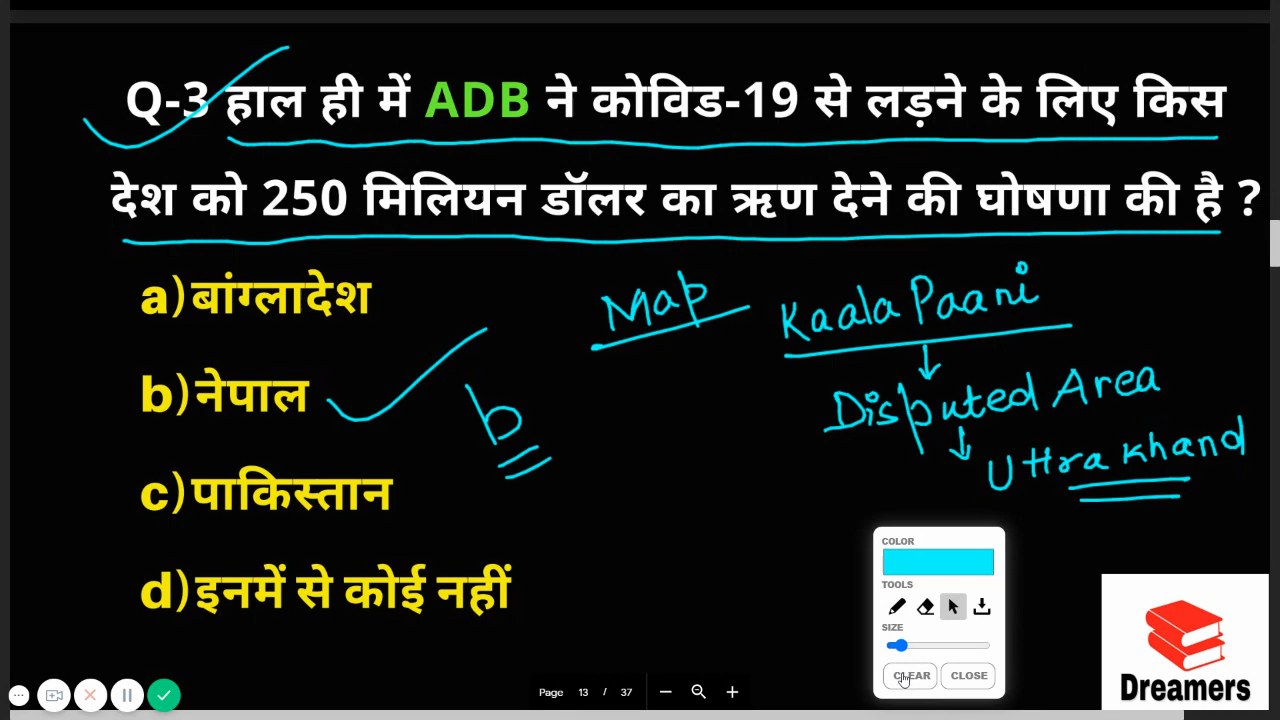 Q-3 हाल ही में ADB ने कोविड-19 से लड़ने के लिए किस
देश को 250 मिलियन डॉलर का ऋण देने की घोषणा की है ?
a)बांग्लादेश
b)नेपाल
c)पाकिस्तान
d)इनमें से कोई नहीं
b
Map
Kaala Paani
Disputed Area
Uttrakhand
COLOR
TOOLS
SIZE
CLEAR CLOSE
Dreamers
Page 13 / 37